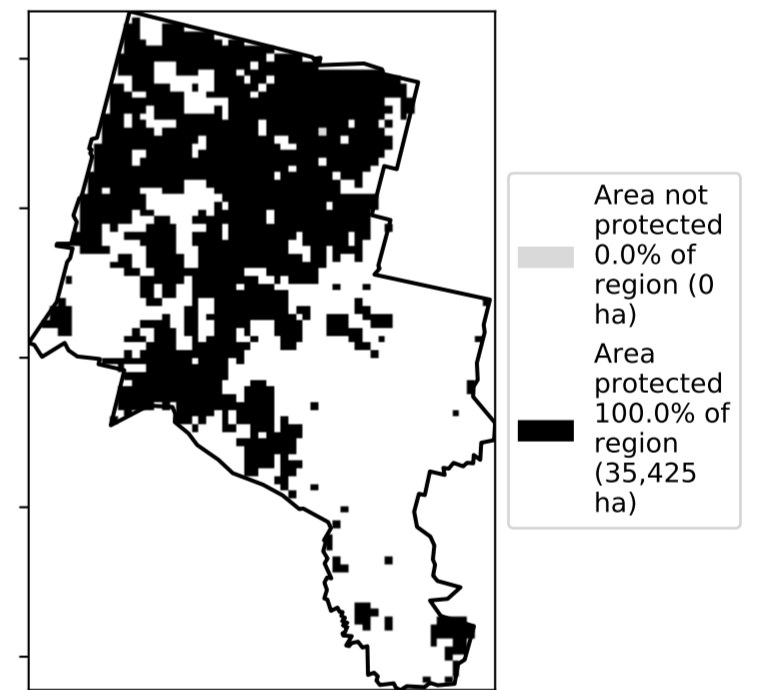 Area not
protected
0.0% of
region (0
ha)
Area
protected
100.0% of
region
(35,425
ha)